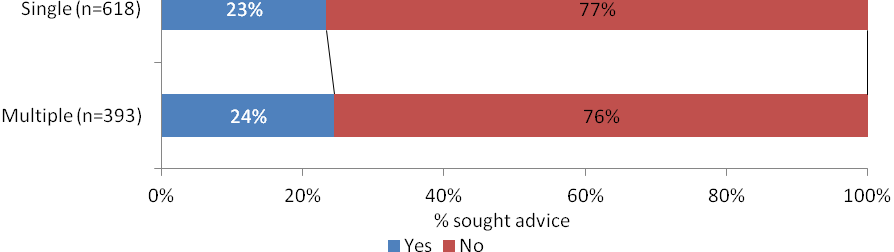 Single (n=618) 23% 77%
Multiple (n=393) 24% 76%
0% 20% 40% 60% 80% 100%
% sought advice
Yes No